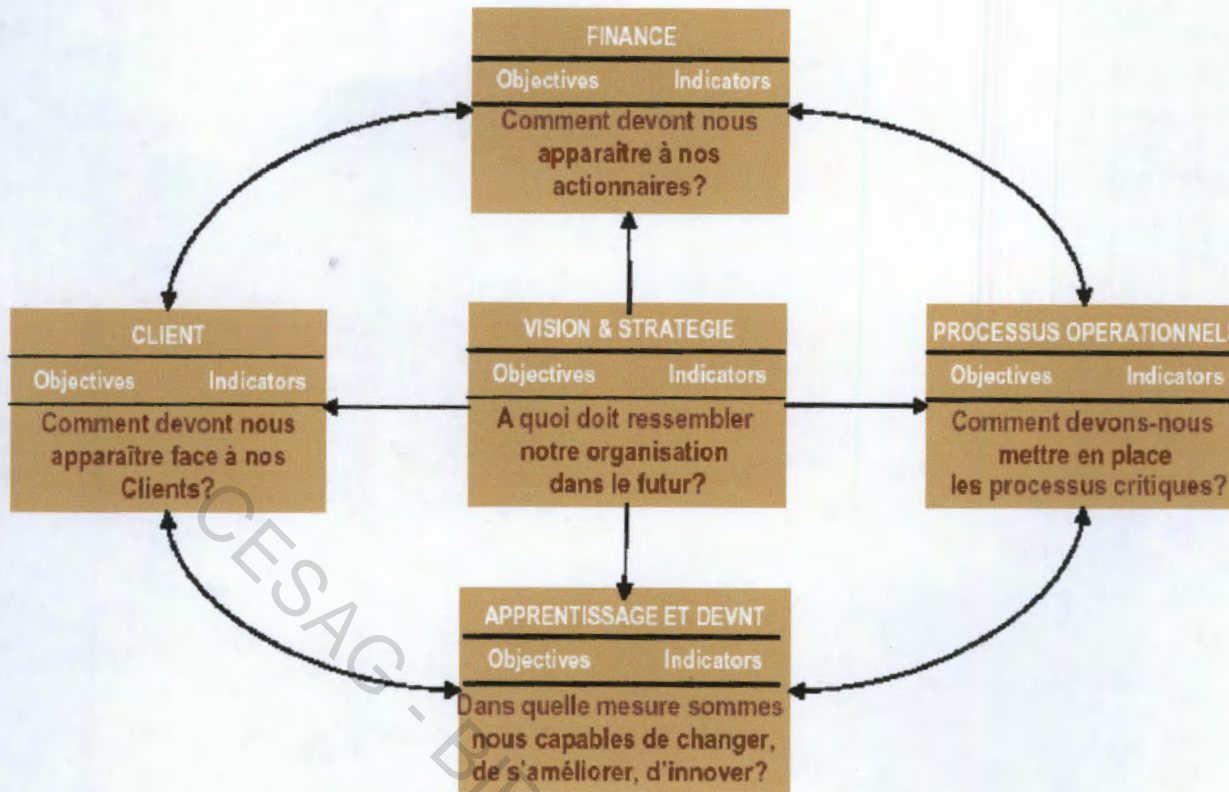 FINANCE
Objectives Indicators
Comment devont nous
apparaître à nos
actionnaires?
CLIENT
Objectives Indicators
Comment devont nous
apparaître face à nos
Clients?
VISION & STRATEGIE
Objectives Indicators
A quoi doit ressembler
notre organisation
dans le futur?
PROCESSUS OPERATIONNEL
Objectives Indicators
Comment devons-nous
mettre en place
les processus critiques?
APPRENTISSAGE ET DEVNT
Objectives Indicators
Dans quelle mesure sommes
nous capables de changer,
de s'améliorer, d'innover?
CESAG -